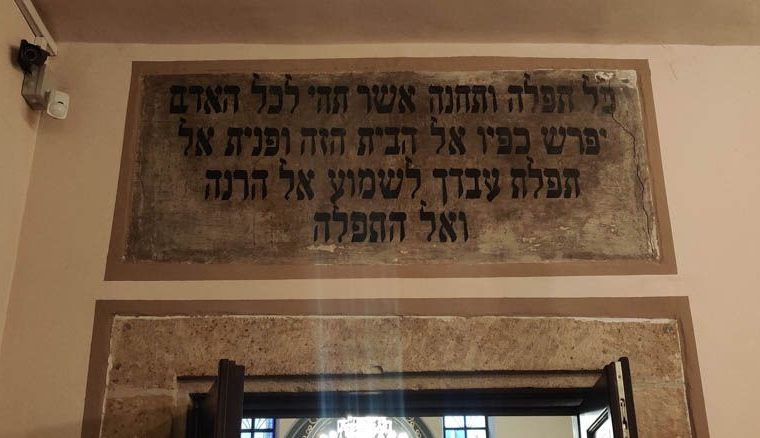 כל תפלה ותחנה אשר תהי לכל האדם
יפרש כפיו אל הבית הזה ופנית אל
תפלת עבדך לשמוע אל הרנה
ואל התפלה